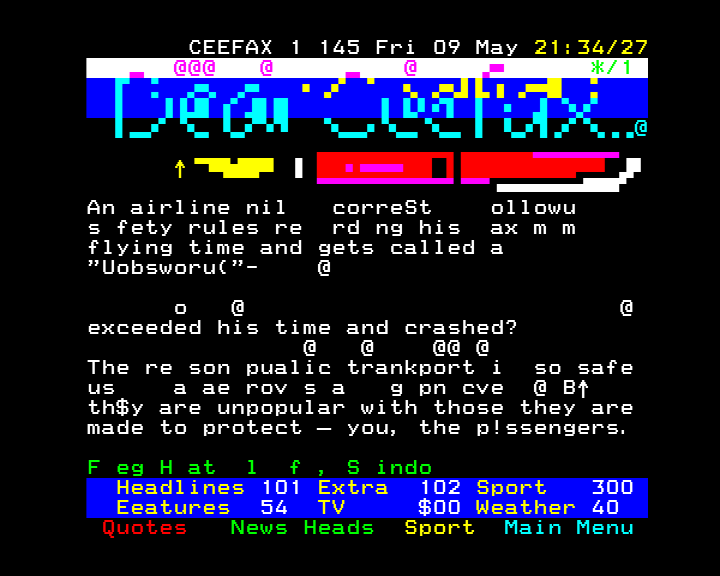 CEEFAX 1 145 Fri 09 May 21:34/27
@@@ @ @ */1
Dear Ceefax...@
↑
An airline nil correSt ollowu
s fety rules re rd ng his ax m m
flying time and gets called a
"Uobsworu("- @
o @ @
exceeded his time and crashed?
@ @ @@ @
The re son pualic trankport i so safe
us a ae rov s a g pn cve @ B↑
th$y are unpopular with those they are
made to protect — you, the p!ssengers.
F eg H at l f , S indo
Headlines 101 Extra 102 Sport 300
Eeatures 54 TV $00 Weather 40
Quotes News Heads Sport Main Menu